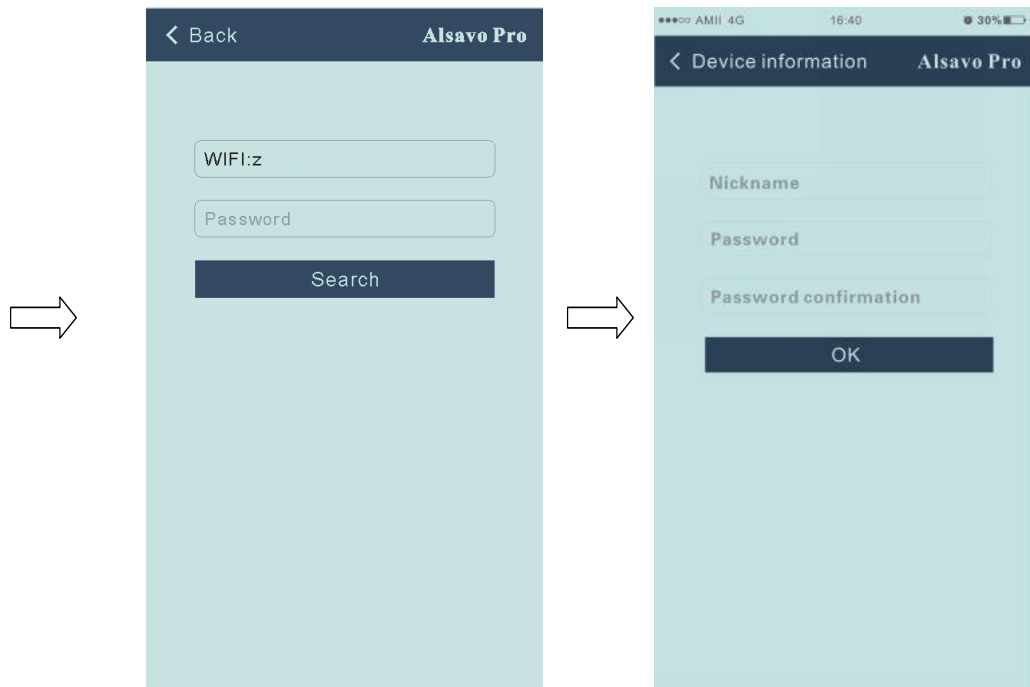 Back Alsavo Pro
WIFI:z
Password
Search
AMII 4G 16:40 30%
Device information Alsavo Pro
Nickname
Password
Password confirmation
OK